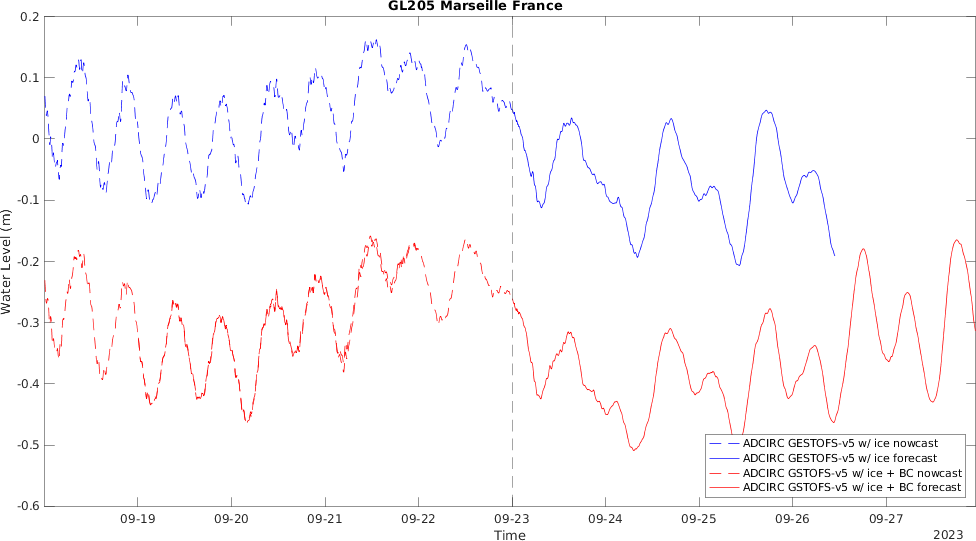 GL205 Marseille France
0.2
0.1
0
-0.1
-0.2
-0.3
-0.4
-0.5
-0.6
Water Level (m)
ADCIRC GESTOFS-v5 w/ ice nowcast
ADCIRC GESTOFS-v5 w/ ice forecast
ADCIRC GSTOFS-v5 w/ ice + BC nowcast
ADCIRC GSTOFS-v5 w/ ice + BC forecast
09-19 09-20 09-21 09-22 09-23 09-24 09-25 09-26 09-27
Time
2023